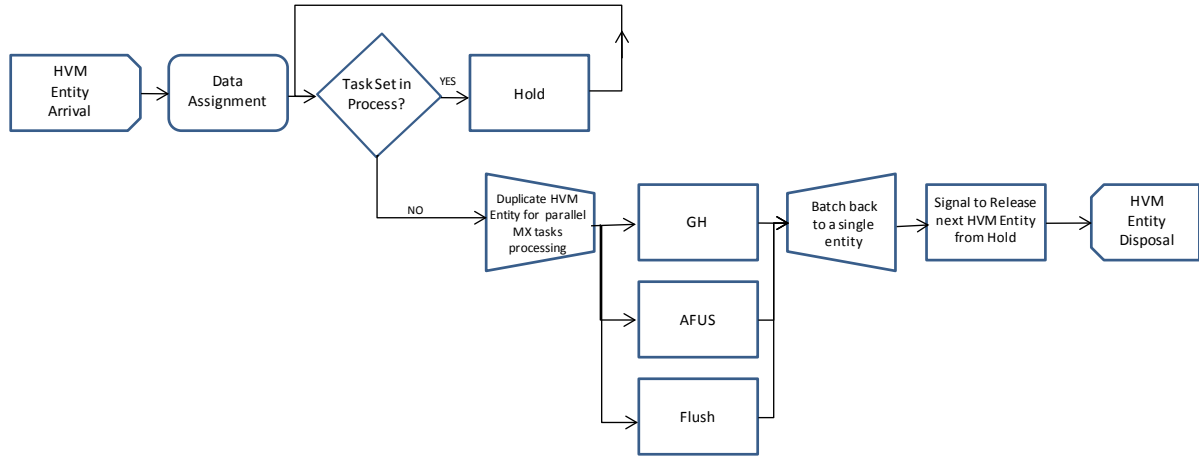 HVM
Entity
Arrival
Data
Assignment
Task Set in
Process?
YES
Hold
NO
Duplicate HVM
Entity for parallel
MX tasks
processing
GH
AFUS
Flush
Batch back
to a single
entity
Signal to Release
next HVM Entity
from Hold
HVM
Entity
Disposal